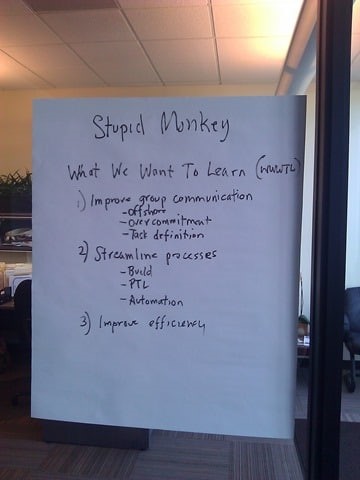 Stupid Monkey
What We Want To Learn (WWWTL)
1) Improve group communication
- Offshore
- Overcommitment
- Task definition
2) Streamline processes
- Build
- PTL
- Automation
3) Improve efficiency